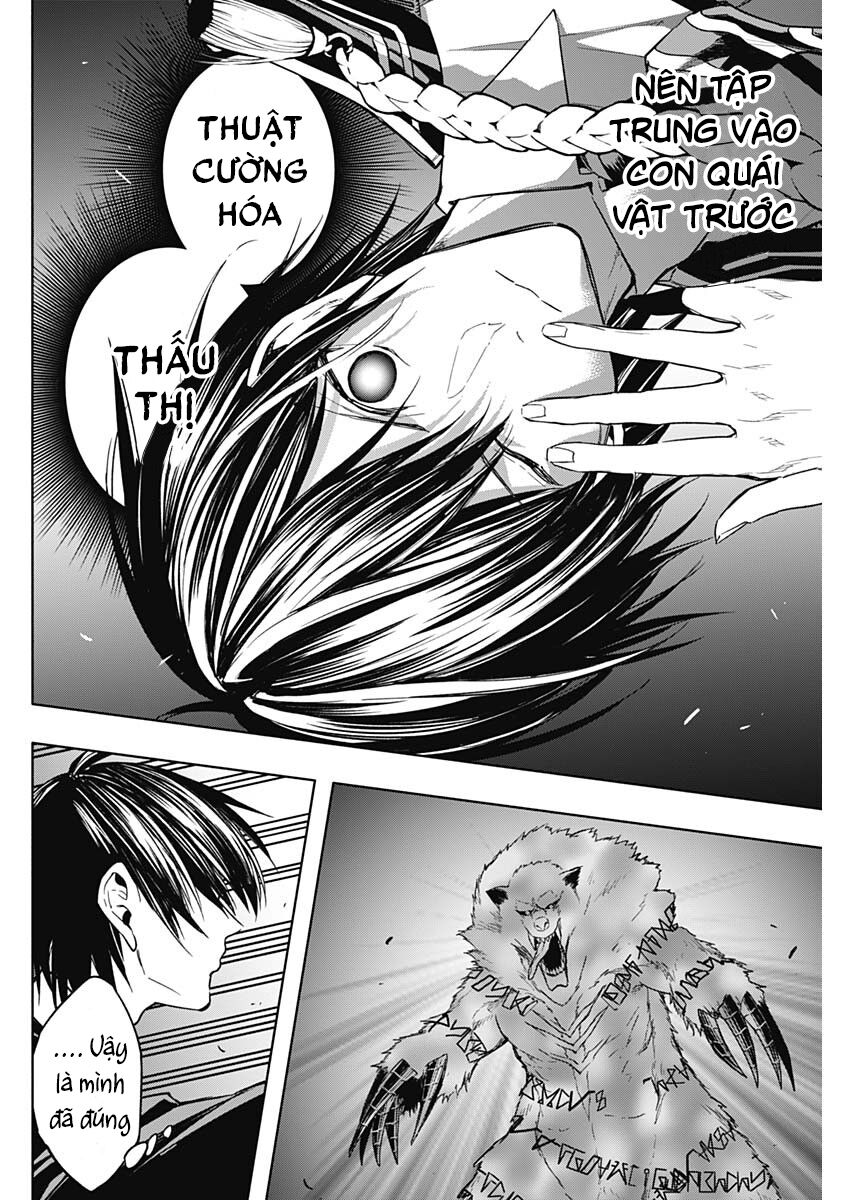 NÊN TẬP
TRUNG VÀO
CON QUÁI
VẬT TRƯỚC
THUẬT
CƯỜNG
HÓA
THẤU
THỊ
.... Vậy
là mình
đã đúng